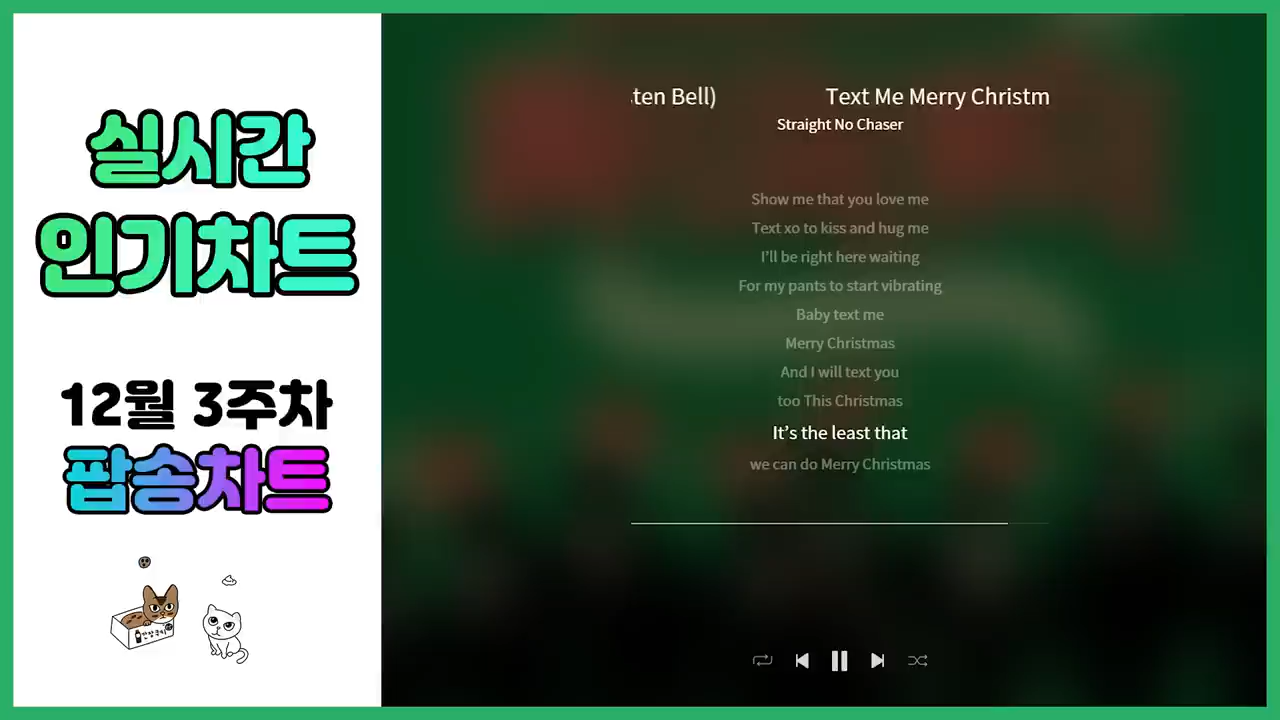 실시간
인기차트
12월 3주차
팝송차트
ten Bell)
Text Me Merry Christm
Straight No Chaser
Show me that you love me
Text xo to kiss and hug me
I’ll be right here waiting
For my pants to start vibrating
Baby text me
Merry Christmas
And I will text you
too This Christmas
It’s the least that
we can do Merry Christmas